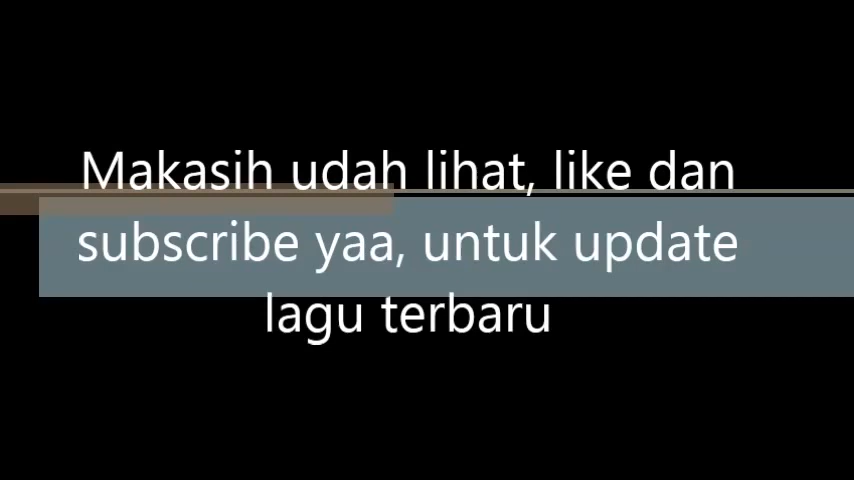 Makasih udah lihat, like dan
subscribe yaa, untuk update
lagu terbaru